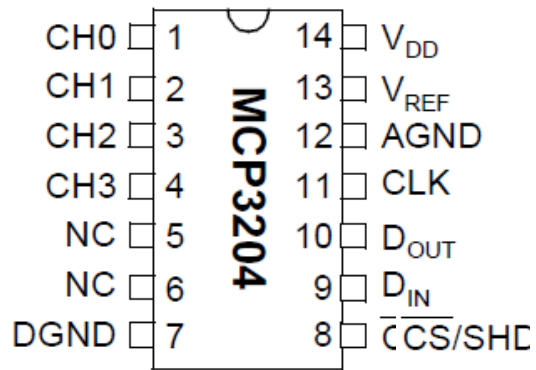 CH0 1 14 VDD
CH1 2 13 VREF
CH2 3 12 AGND
CH3 4 11 CLK
NC 5 10 DOUT
NC 6 9 DIN
DGND 7 8 CS/SHD
MCP3204